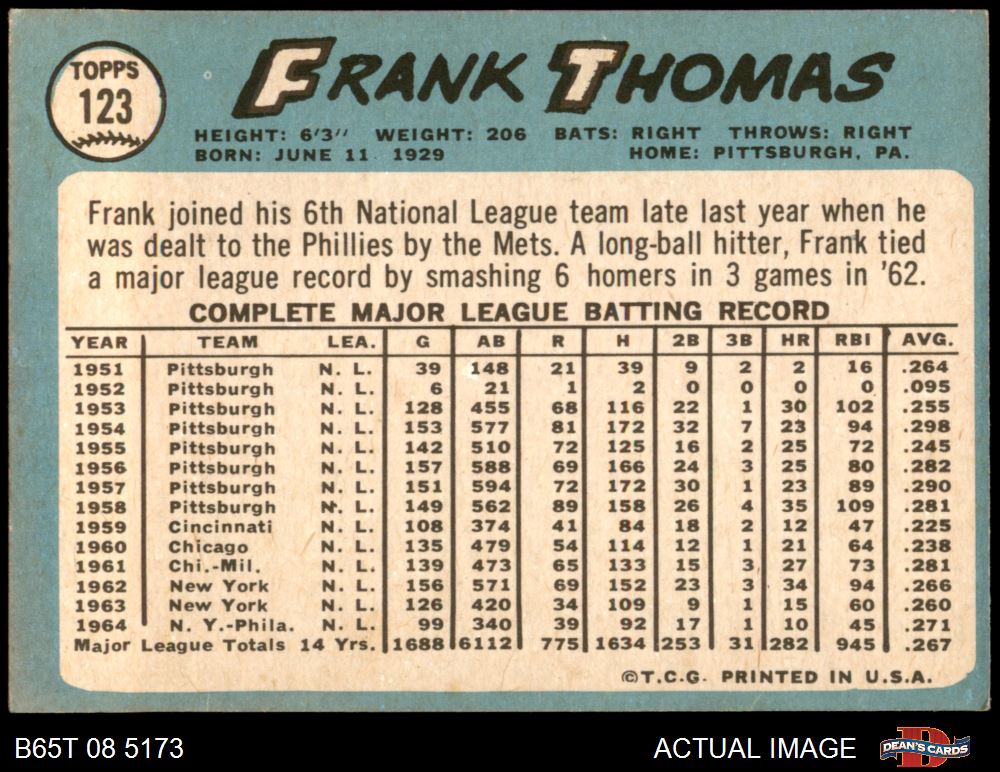 TOPPS
123
FRANK THOMAS
HEIGHT: 6'3" WEIGHT: 206 BATS: RIGHT THROWS: RIGHT
BORN: JUNE 11 1929 HOME: PITTSBURGH, PA.
Frank joined his 6th National League team late last year when he
was dealt to the Phillies by the Mets. A long-ball hitter, Frank tied
a major league record by smashing 6 homers in 3 games in '62.
COMPLETE MAJOR LEAGUE BATTING RECORD
YEAR TEAM LEA. G AB R H 2B 3B HR RBI AVG.
1951 Pittsburgh N. L. 39 148 21 39 9 2 2 16 .264
1952 Pittsburgh N. L. 6 21 1 2 0 0 0 0 .095
1953 Pittsburgh N. L. 128 455 68 116 22 1 30 102 .255
1954 Pittsburgh N. L. 153 577 81 172 32 7 23 94 .298
1955 Pittsburgh N. L. 142 510 72 125 16 2 25 72 .245
1956 Pittsburgh N. L. 157 588 69 166 24 3 25 80 .282
1957 Pittsburgh N. L. 151 594 72 172 30 1 23 89 .290
1958 Pittsburgh N. L. 149 562 89 158 26 4 35 109 .281
1959 Cincinnati N. L. 108 374 41 84 18 2 12 47 .225
1960 Chicago N. L. 135 479 54 114 12 1 21 64 .238
1961 Chi.-Mil. N. L. 139 473 65 133 15 3 27 73 .281
1962 New York N. L. 156 571 69 152 23 3 34 94 .266
1963 New York N. L. 126 420 34 109 9 1 15 60 .260
1964 N. Y.-Phila. N. L. 99 340 39 92 17 1 10 45 .271
Major League Totals 14 Yrs. 1688 6112 775 1634 253 31 282 945 .267
©T.C.G. PRINTED IN U.S.A.
B65T 08 5173 ACTUAL IMAGE D DEAN'S CARDS